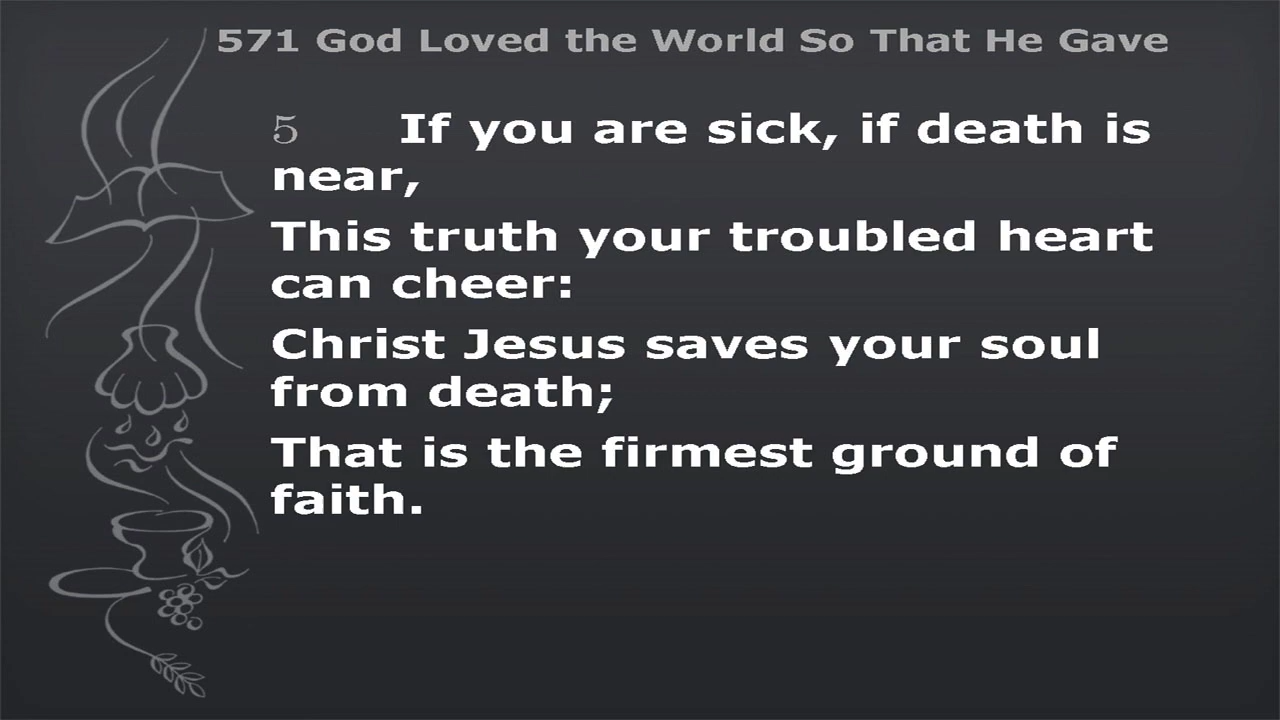 571 God Loved the World So That He Gave
5 If you are sick, if death is
near,
This truth your troubled heart
can cheer:
Christ Jesus saves your soul
from death;
That is the firmest ground of
faith.